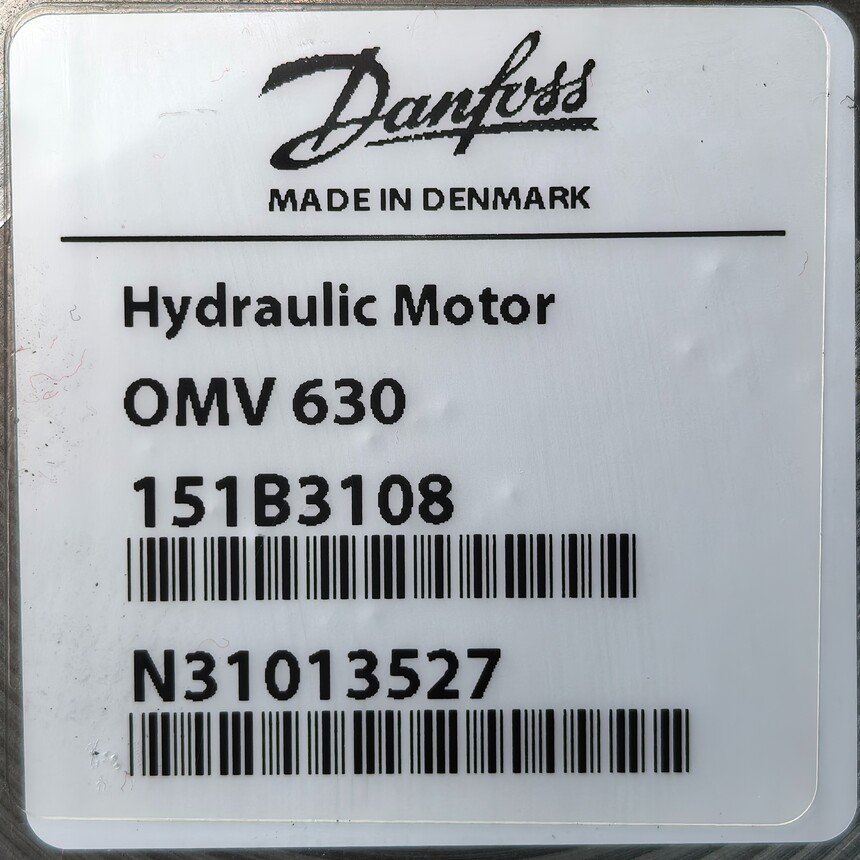 Danfoss
MADE IN DENMARK
Hydraulic Motor
OMV 630
151B3108
N31013527